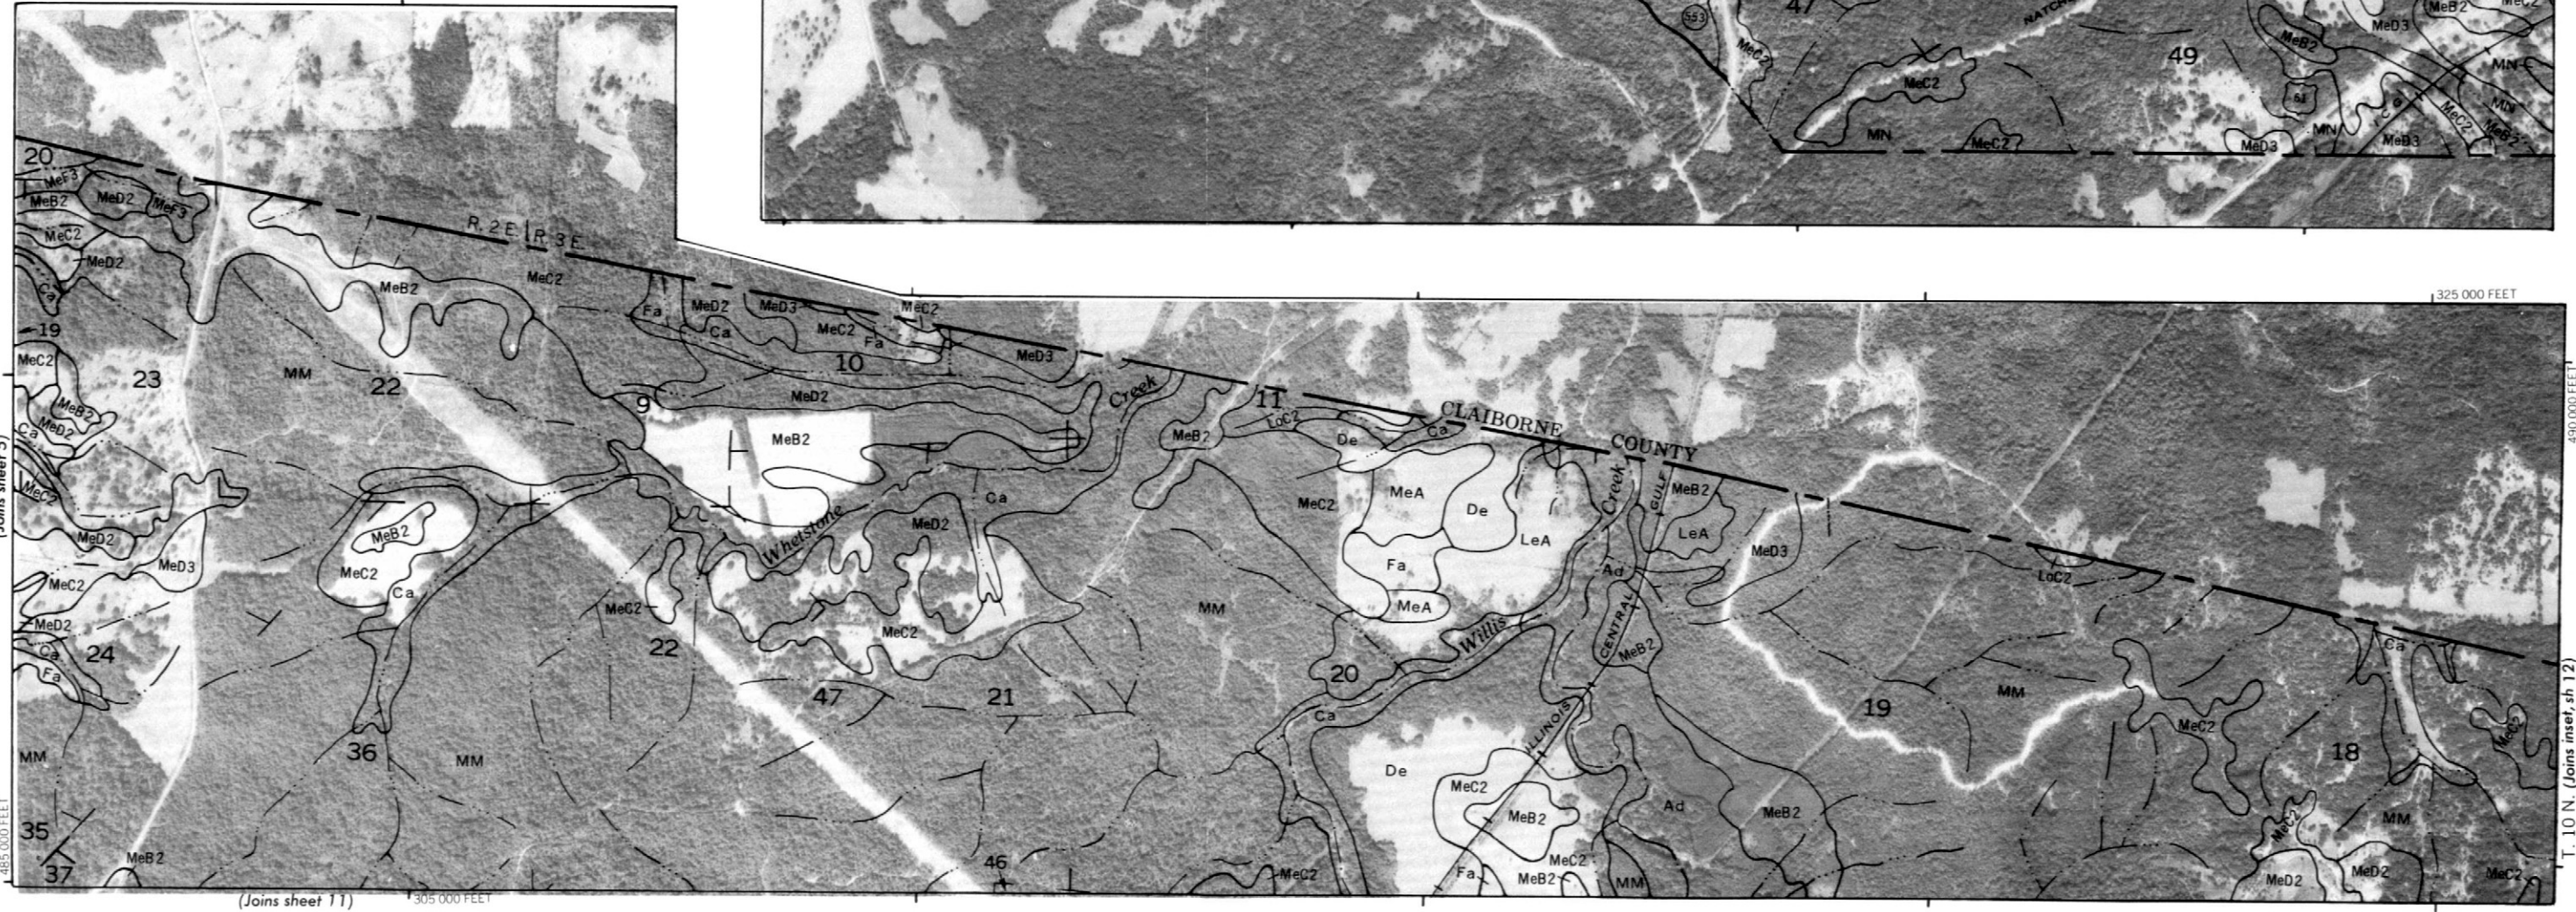 553
MeC2
47
NATCHE
MeC2
MN
MeC2
49
MeB2
MeD3
MeB2
MeC2
MN
61
MN
MeC2
MeB2
MN
MeD3
MeD3
20
MeF3
MeB2
MeD2
MeF3
MeC2
MeD2
Ca
R. 2 E. R. 3 E.
MeC2
MeB2
Fa
MeD2
MeD3
MeC2
Ca
MeC2
Fa
10
MeD3
325 000 FEET
19
MeC2
23
MM
22
MeB2
MeD2
Ca
MeC2
9
MeD2
Creek
MeB2
11
LoC2
MeB2
De
Ca
CLAIBORNE COUNTY
490 000 FEET
MeD2
MeC2
MeD3
MeB2
MeC2
Ca
Whetstone
MeD2
Ca
MeC2
MeA
De
LeA
Fa
MeA
Creek
GULF
MeB2
LeA
MeD3
Ad
LoC2
MeD2
Ca
Fa
24
MeC2
22
MeC2
MM
20
Willis
CENTRAL
MeB2
MM
Ca
MM
36
MM
47
21
Ca
ILLINOIS
19
MeC2
18
MeC2
De
MeC2
MeB2
Ad
MeB2
MeC2
MM
35
37
MeB2
46
MeC2
Fa
MeC2
MeB2
MM
MeD2
MeD2
MeC2
485 000 FEET
(Joins sheet 11)
305 000 FEET
T. 10 N. (Joins inset, sh 12)